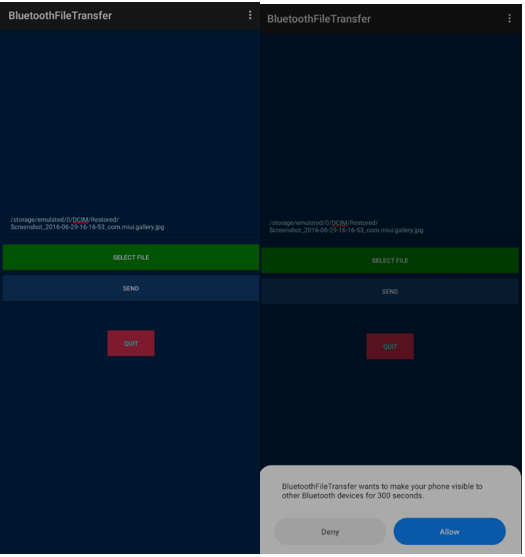 BluetoothFileTransfer
/storage/emulated/0/DCIM/Restored/
Screenshot_2016-06-29-16-16-53_com.miui.gallery.jpg
SELECT FILE
SEND
QUIT
BluetoothFileTransfer
/storage/emulated/0/DCIM/Restored/
Screenshot_2016-06-29-16-16-53_com.miui.gallery.jpg
SELECT FILE
SEND
QUIT
BluetoothFileTransfer wants to make your phone visible to
other Bluetooth devices for 300 seconds.
Deny
Allow